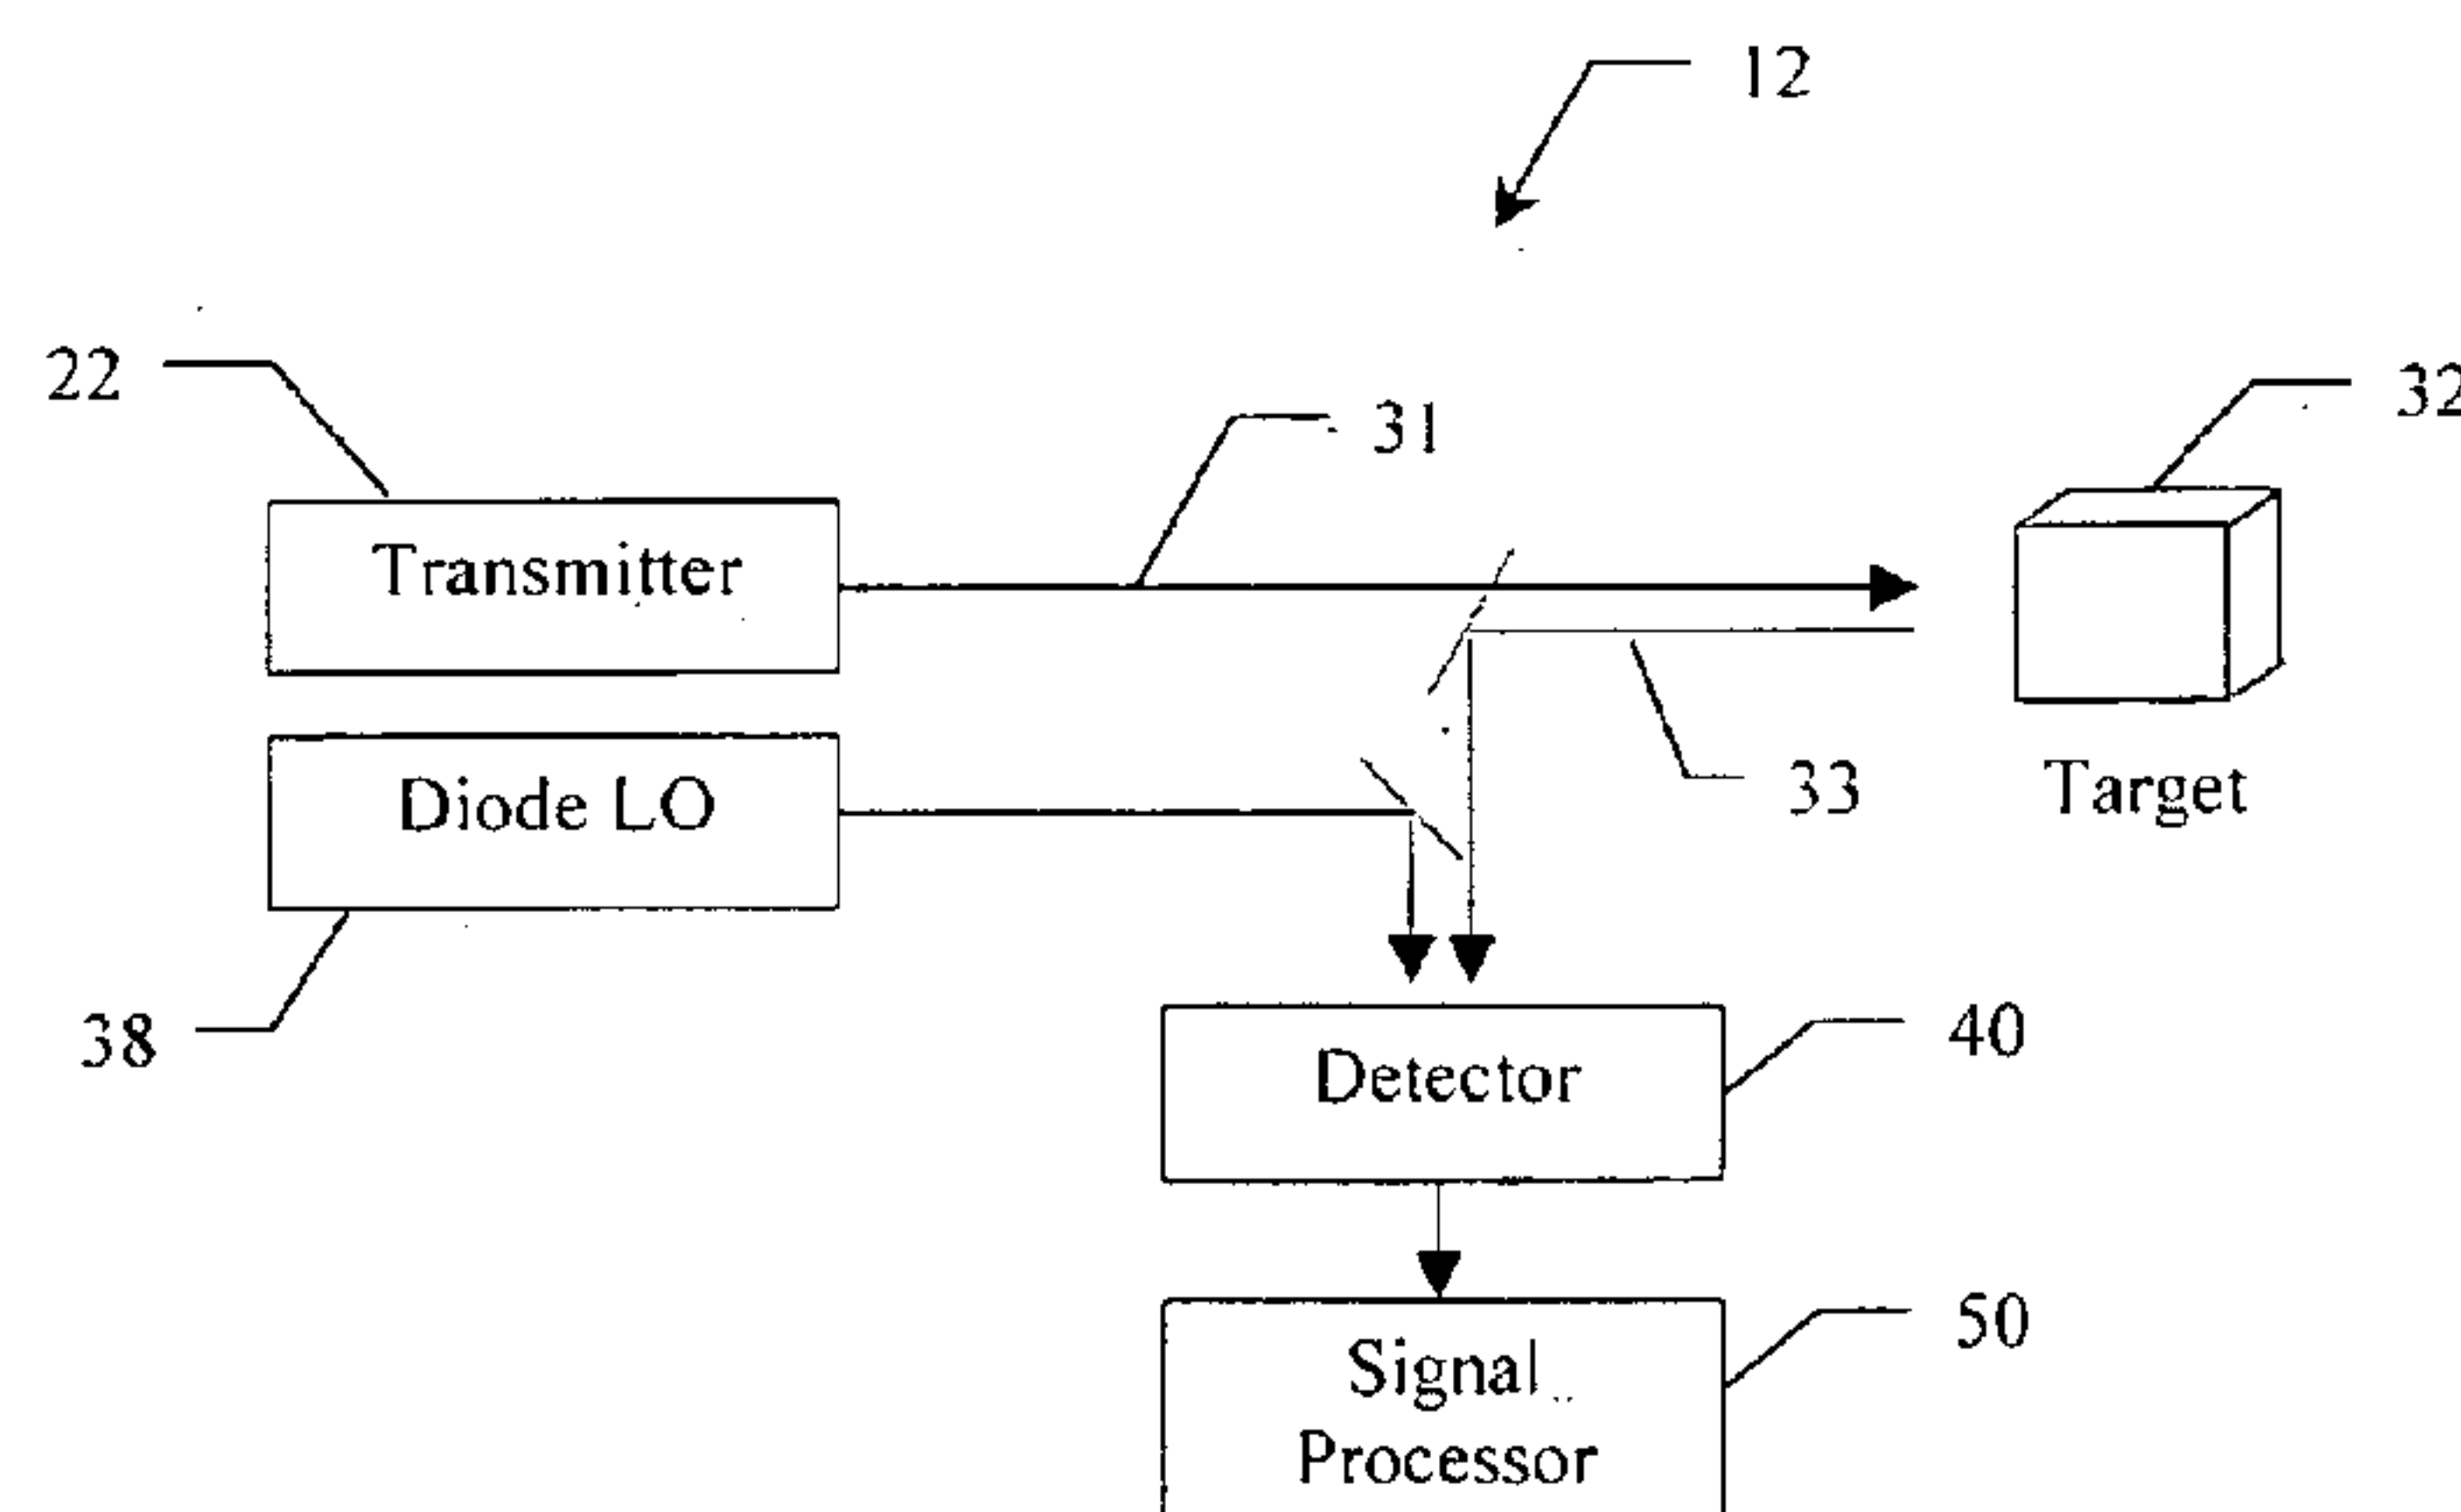 12
22
31
32
Transmitter
33
Target
Diode LO
38
40
Detector
50
Signal
Processor